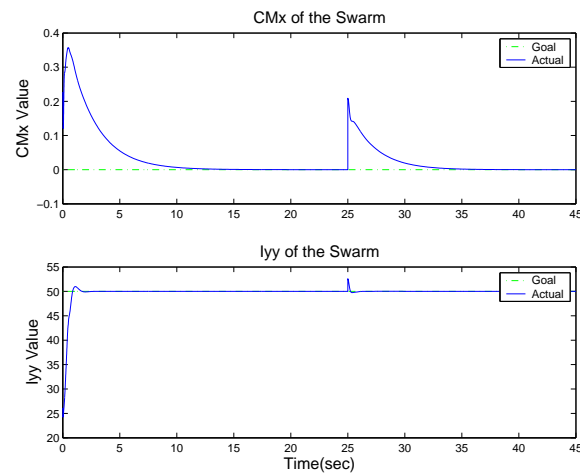 CMx of the Swarm
0.4
0.3
0.2
0.1
0
−0.1
CMx Value
Goal
Actual
0 5 10 15 20 25 30 35 40 45
Iyy of the Swarm
55
50
45
40
35
30
25
20
Iyy Value
Goal
Actual
0 5 10 15 20 25 30 35 40 45
Time(sec)